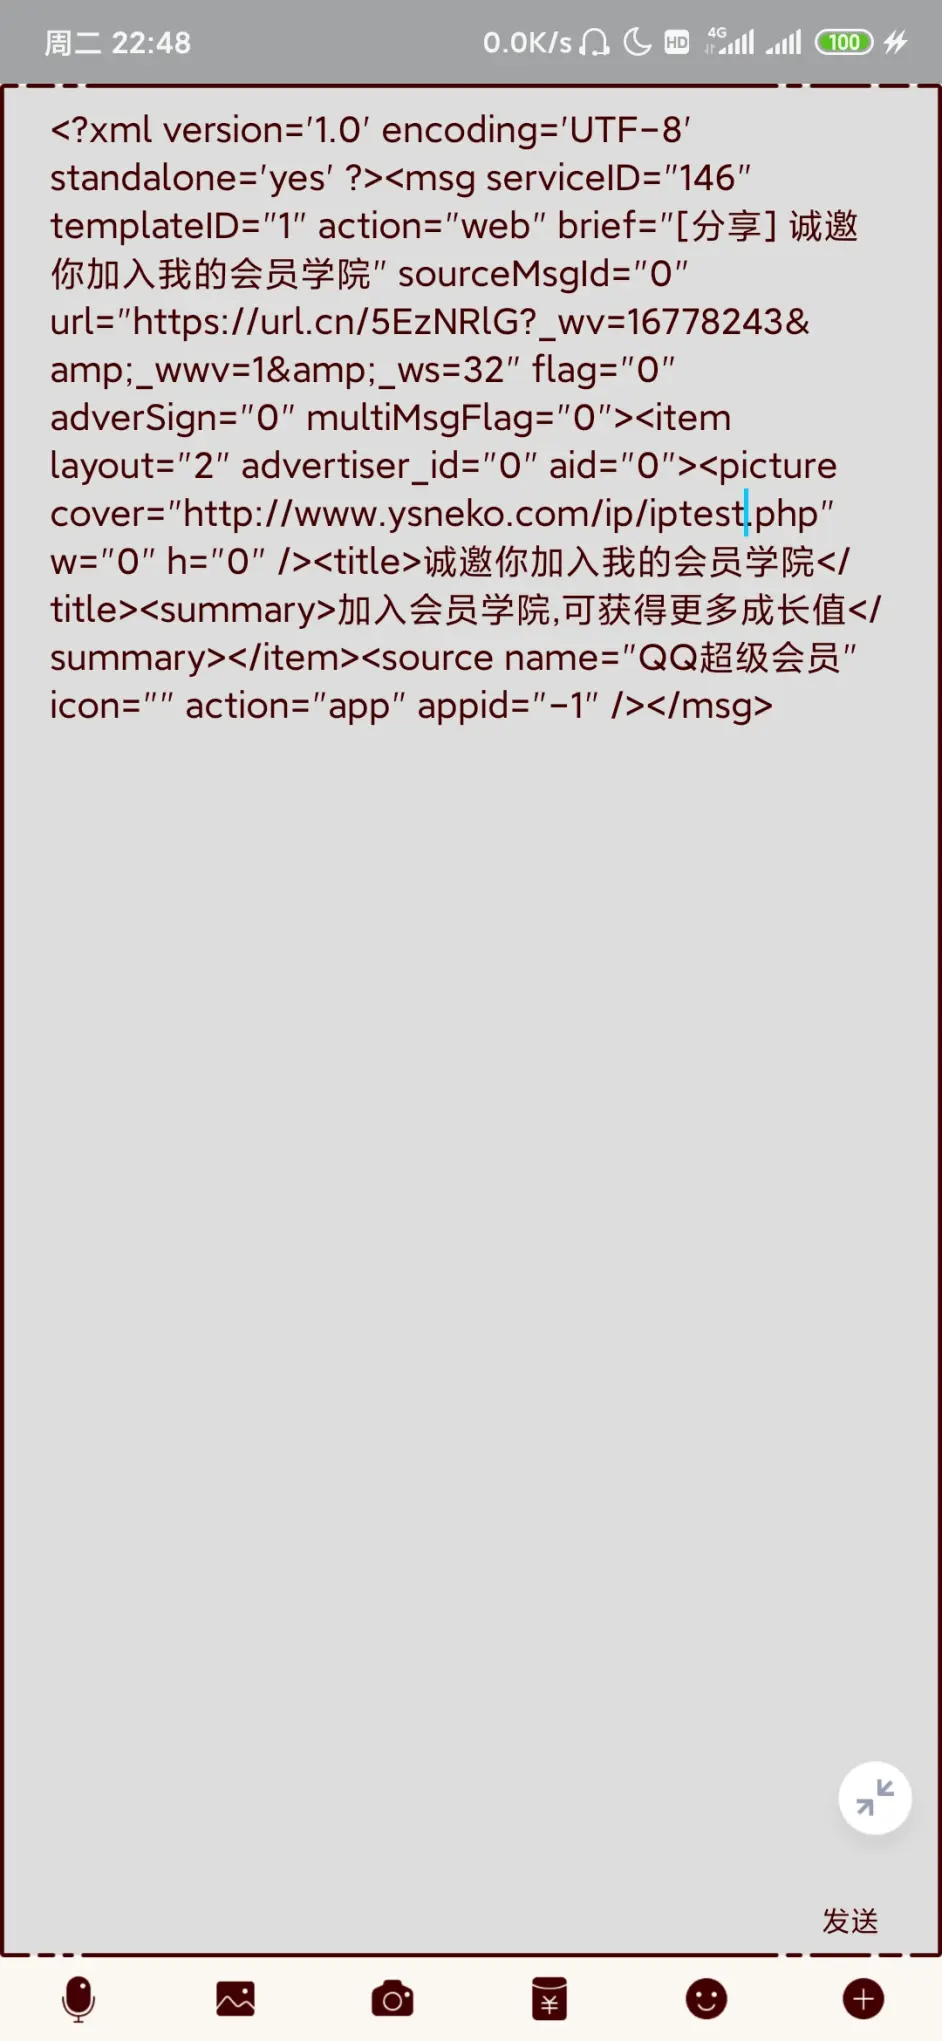 周二 22:48
0.0K/s HD 4G 100
<?xml version='1.0' encoding='UTF-8'
standalone='yes' ?><msg serviceID="146"
templateID="1" action="web" brief="[分享] 诚邀
你加入我的会员学院" sourceMsgId="0"
url="https://url.cn/5EzNRlG?_wv=16778243&
amp;_wwv=1&amp;_ws=32" flag="0"
adverSign="0" multiMsgFlag="0"><item
layout="2" advertiser_id="0" aid="0"><picture
cover="http://www.ysneko.com/ip/iptest.php"
w="0" h="0" /><title>诚邀你加入我的会员学院</
title><summary>加入会员学院,可获得更多成长值</
summary></item><source name="QQ超级会员"
icon="" action="app" appid="-1" /></msg>
发送
¥